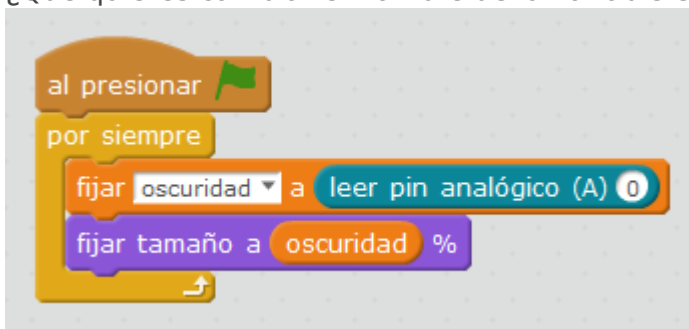 al presionar
por siempre
fijar oscuridad a leer pin analógico (A) 0
fijar tamaño a oscuridad %